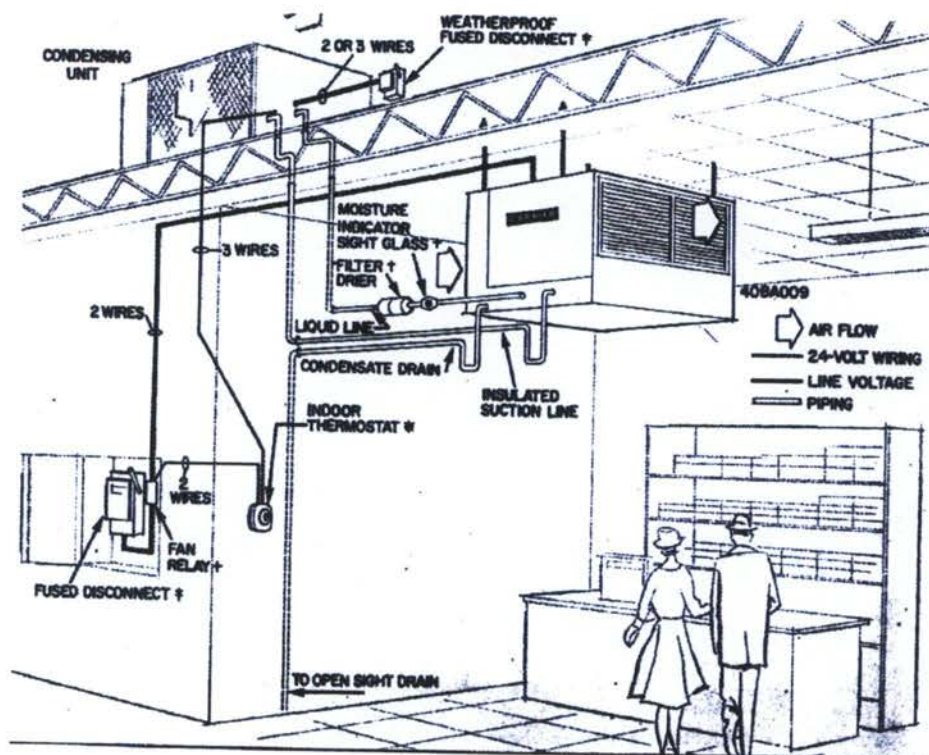 WEATHERPROOF
FUSED DISCONNECT ‡
2 OR 3 WIRES
CONDENSING
UNIT
MOISTURE
INDICATOR
SIGHT GLASS +
3 WIRES
FILTER +
DRIER
408A009
2 WIRES
LIQUID LINE
AIR FLOW
24-VOLT WIRING
CONDENSATE DRAIN
LINE VOLTAGE
INSULATED
SUCTION LINE
PIPING
INDOOR
THERMOSTAT *
2
WIRES
FAN
RELAY +
FUSED DISCONNECT ‡
TO OPEN SIGHT DRAIN